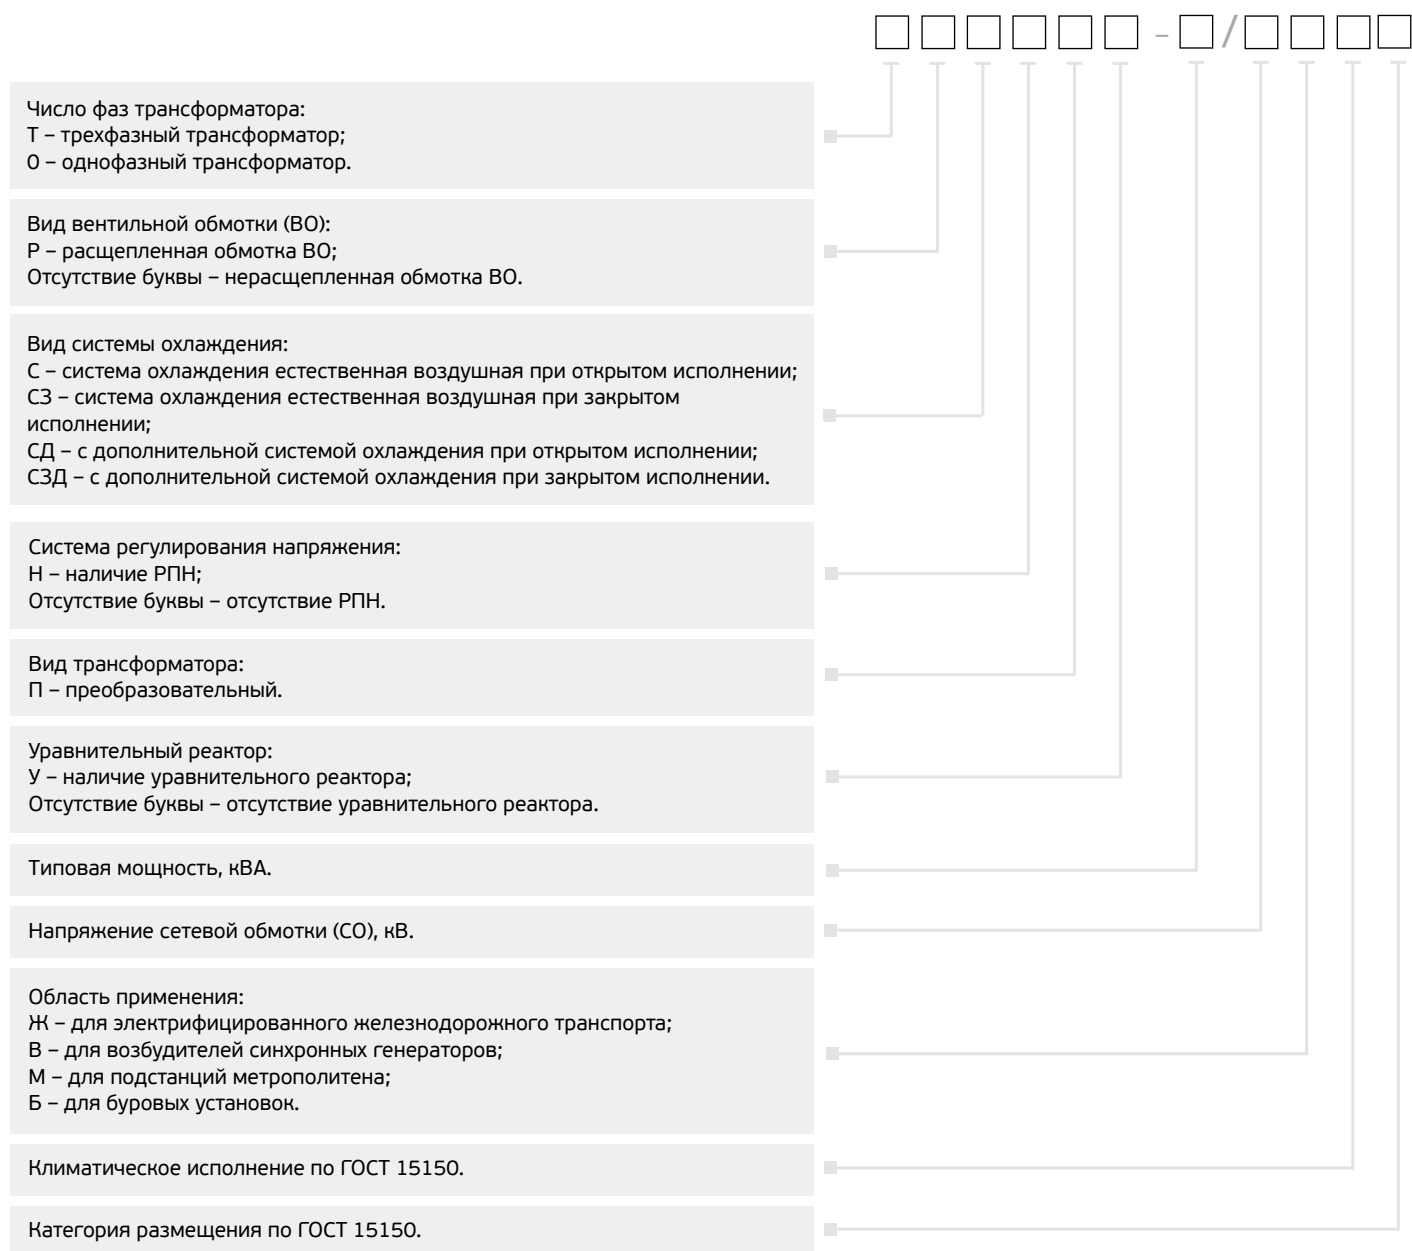 - /
Число фаз трансформатора:
Т – трехфазный трансформатор;
О – однофазный трансформатор.
Вид вентильной обмотки (ВО):
Р – расщепленная обмотка ВО;
Отсутствие буквы – нерасщепленная обмотка ВО.
Вид системы охлаждения:
С – система охлаждения естественная воздушная при открытом исполнении;
СЗ – система охлаждения естественная воздушная при закрытом
исполнении;
СД – с дополнительной системой охлаждения при открытом исполнении;
СЗД – с дополнительной системой охлаждения при закрытом исполнении.
Система регулирования напряжения:
Н – наличие РПН;
Отсутствие буквы – отсутствие РПН.
Вид трансформатора:
П – преобразовательный.
Уравнительный реактор:
У – наличие уравнительного реактора;
Отсутствие буквы – отсутствие уравнительного реактора.
Типовая мощность, кВА.
Напряжение сетевой обмотки (СО), кВ.
Область применения:
Ж – для электрифицированного железнодорожного транспорта;
В – для возбудителей синхронных генераторов;
М – для подстанций метрополитена;
Б – для буровых установок.
Климатическое исполнение по ГОСТ 15150.
Категория размещения по ГОСТ 15150.